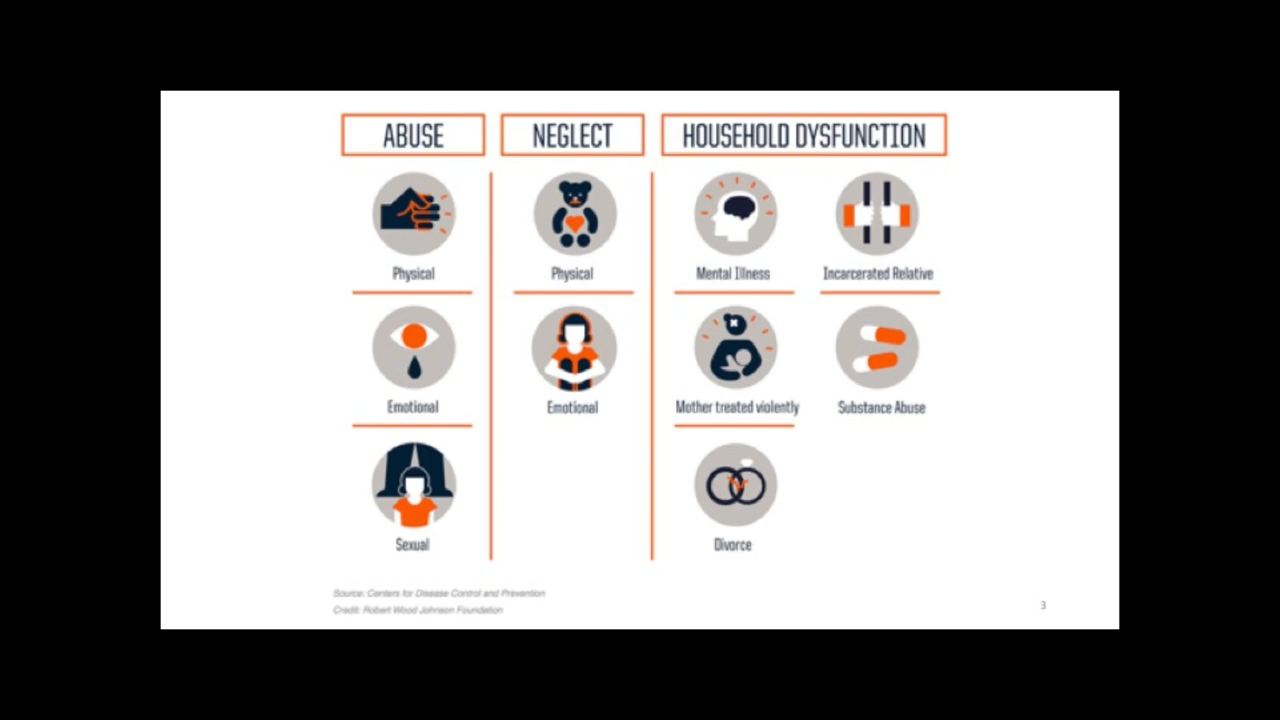 ABUSE
NEGLECT
HOUSEHOLD DYSFUNCTION
Physical
Physical
Mental Illness
Incarcerated Relative
Emotional
Emotional
Mother treated violently
Substance Abuse
Sexual
Divorce
Source: Centers for Disease Control and Prevention
Credit: Robert Wood Johnson Foundation
3